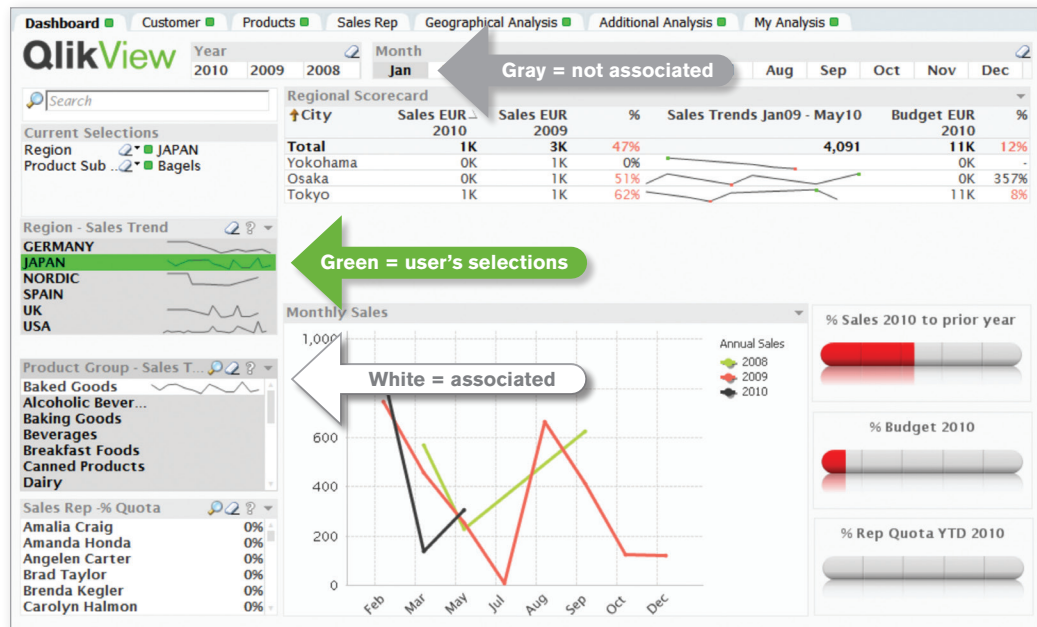 Dashboard Customer Products Sales Rep Geographical Analysis Additional Analysis My Analysis
QlikView
Year
2010 2009 2008
Month
Jan Aug Sep Oct Nov Dec
Gray = not associated
Search
Current Selections
Region JAPAN
Product Sub .. Bagels
Regional Scorecard
City Sales EUR 2010 Sales EUR 2009 % Sales Trends Jan09 - May10 Budget EUR 2010 %
Total 1K 3K 47% 4,091 11K 12%
Yokohama 0K 1K 0% 0K -
Osaka 0K 1K 51% 0K 357%
Tokyo 1K 1K 62% 11K 8%
Region - Sales Trend
GERMANY
JAPAN
NORDIC
SPAIN
UK
USA
Green = user's selections
Product Group - Sales T...
Baked Goods
Alcoholic Bever...
Baking Goods
Beverages
Breakfast Foods
Canned Products
Dairy
White = associated
Sales Rep -% Quota
Amalia Craig 0%
Amanda Honda 0%
Angelen Carter 0%
Brad Taylor 0%
Brenda Kegler 0%
Carolyn Halmon 0%
Monthly Sales
600
400
200
0
Feb Mar May Jul Aug Sep Oct Dec
Annual Sales
2008
2009
2010
% Sales 2010 to prior year
% Budget 2010
% Rep Quota YTD 2010